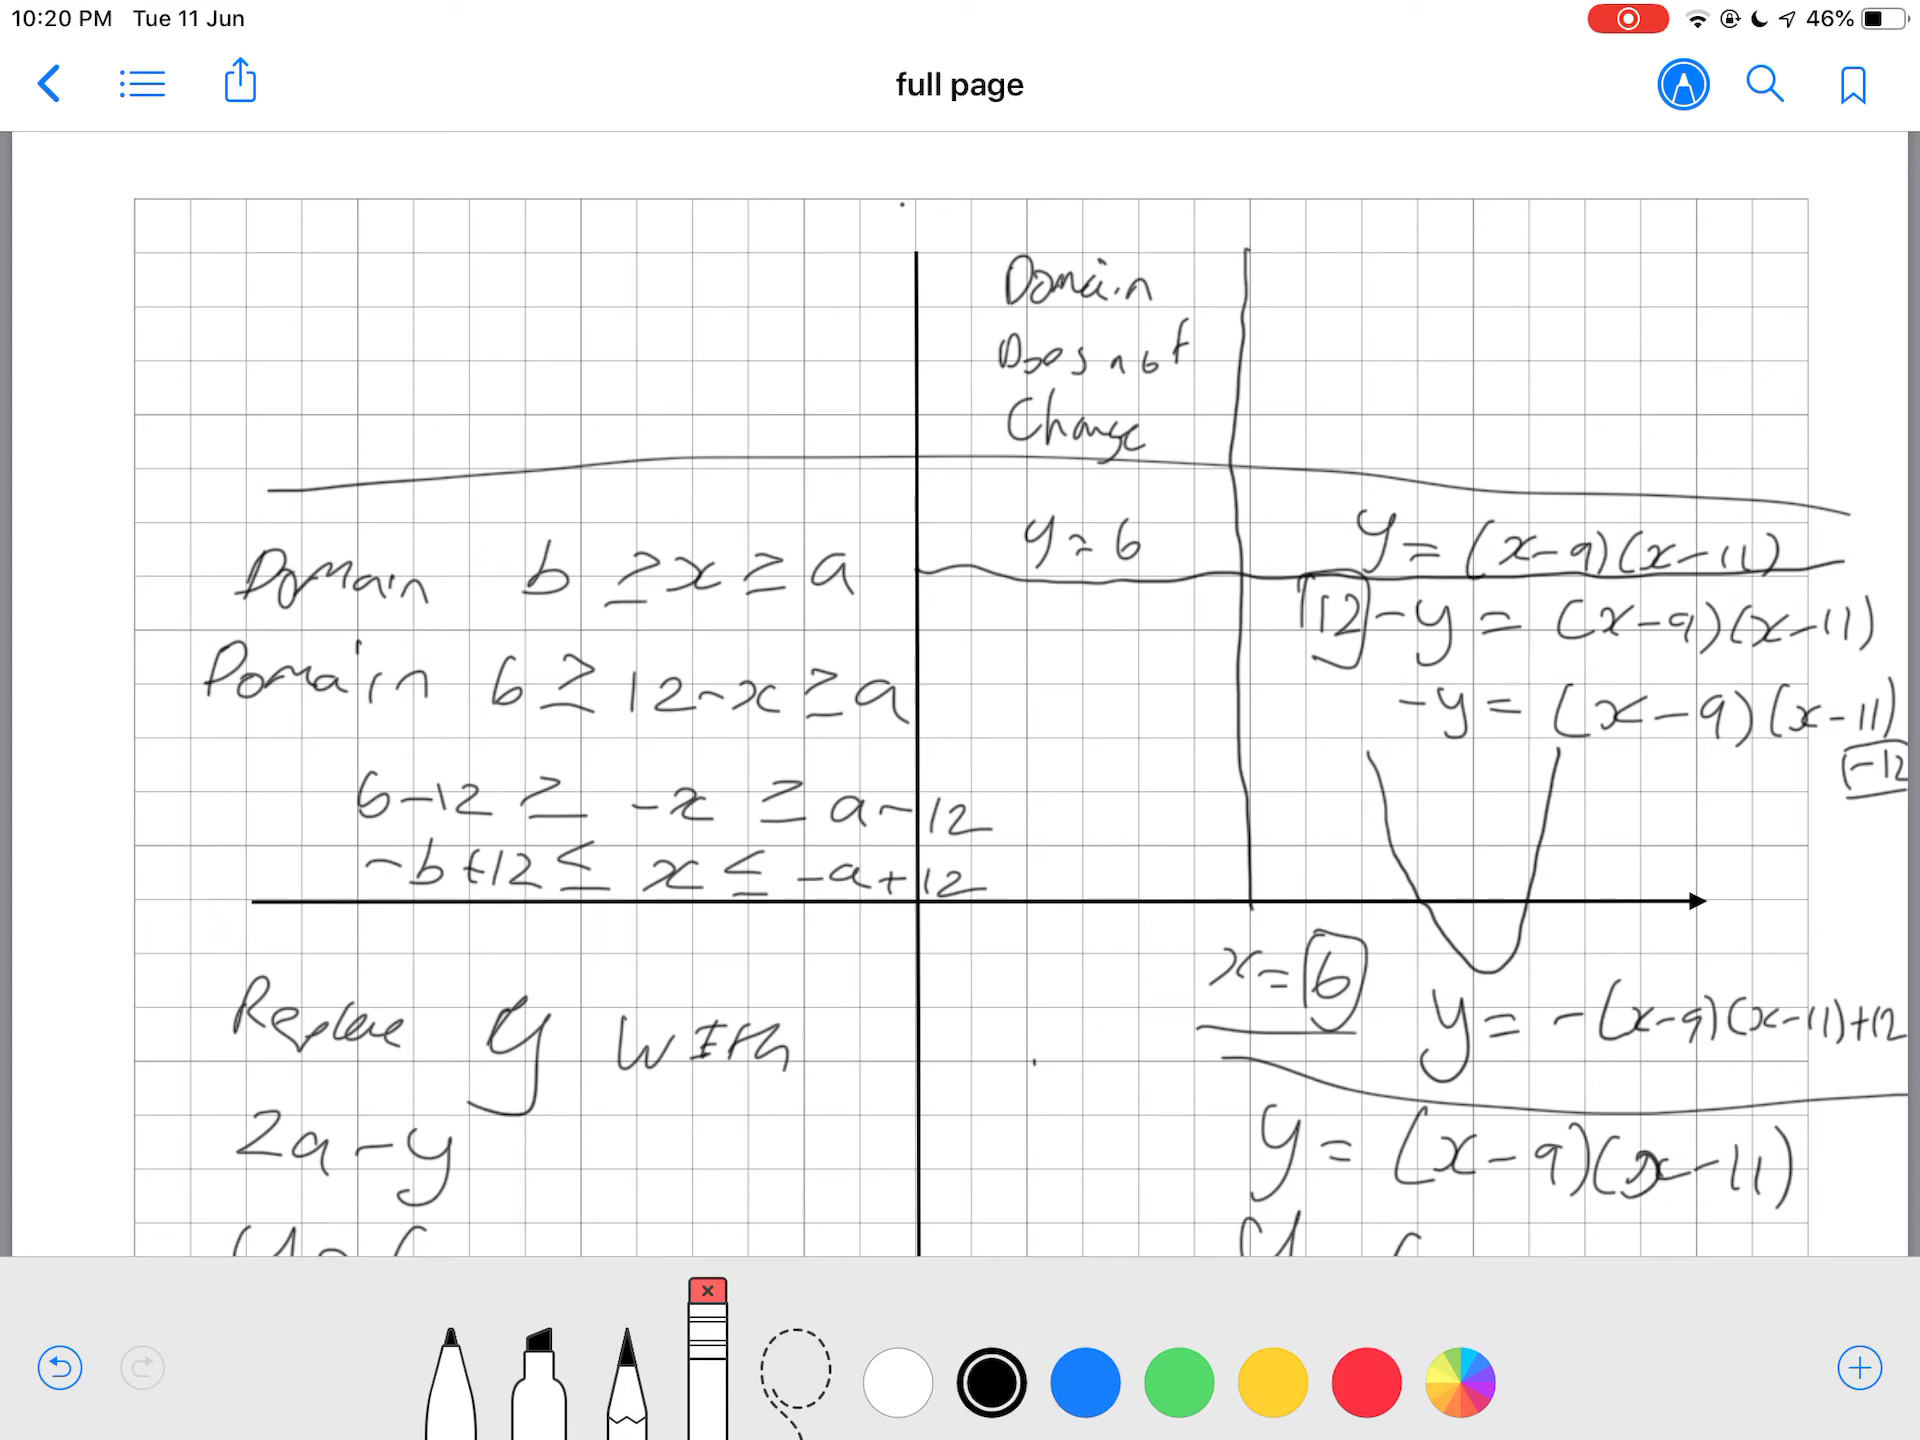 10:20 PM Tue 11 Jun
46%
full page
Domain
Does not
Change
y = 6
y = (x-9)(x-11)
Domain b ≥ x ≥ a
12 - y = (x-9)(x-11)
Domain b ≥ 12-x ≥ a
-y = (x-9)(x-11)
-12
b-12 ≥ -x ≥ a-12
-b+12 ≤ x ≤ -a+12
x = 6
y = -(x-9)(x-11)+12
Replace y with
2a-y
y = (x-9)(x-11)